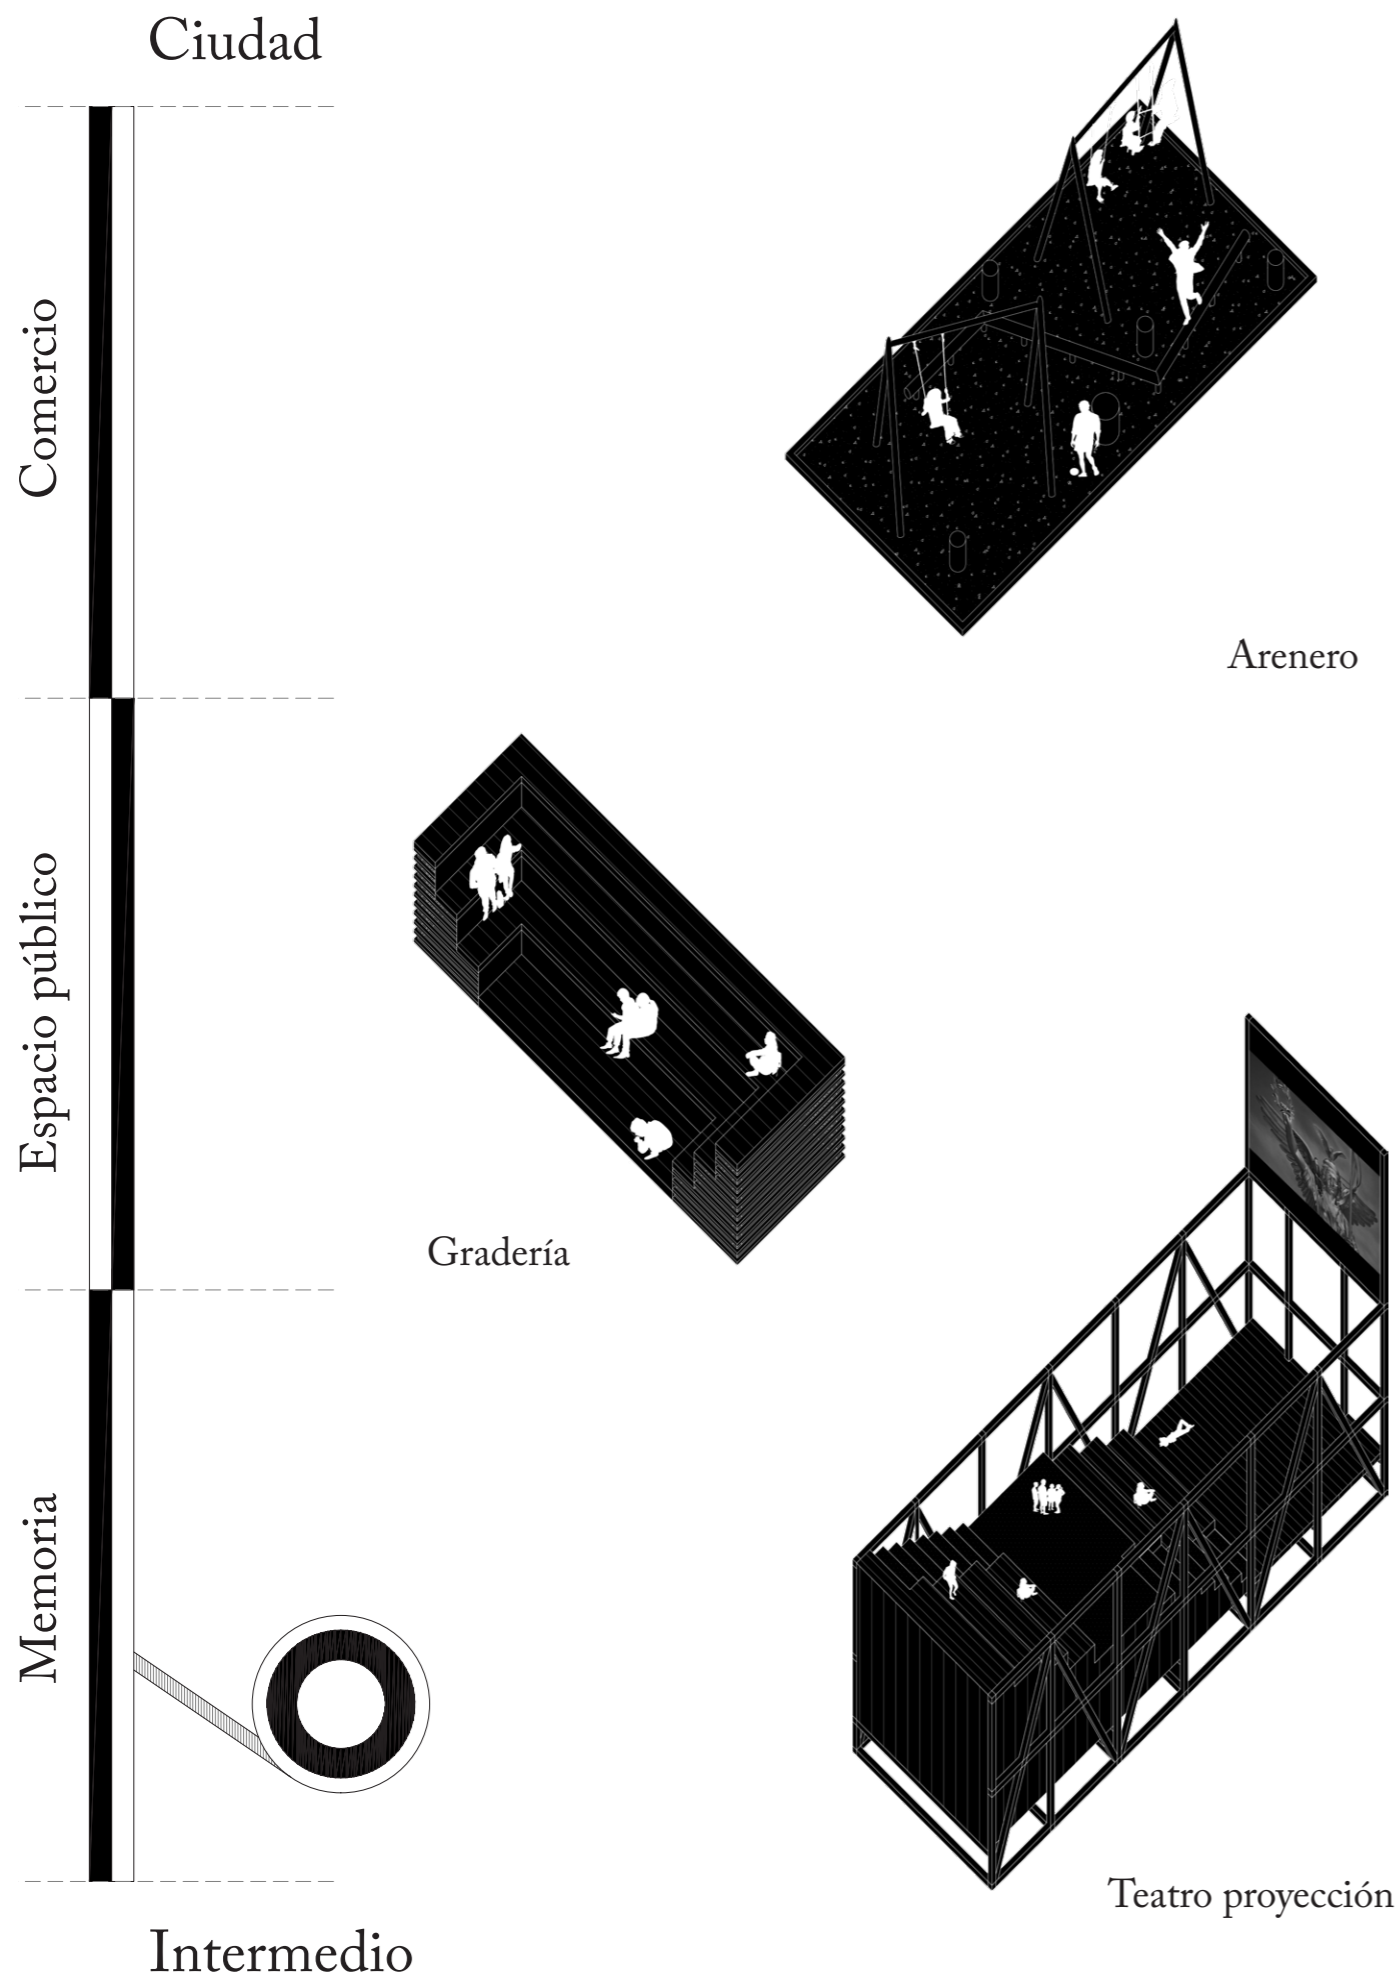 Ciudad
Comercio
Arenero
Espacio público
Gradería
Memoria
Teatro proyección
Intermedio